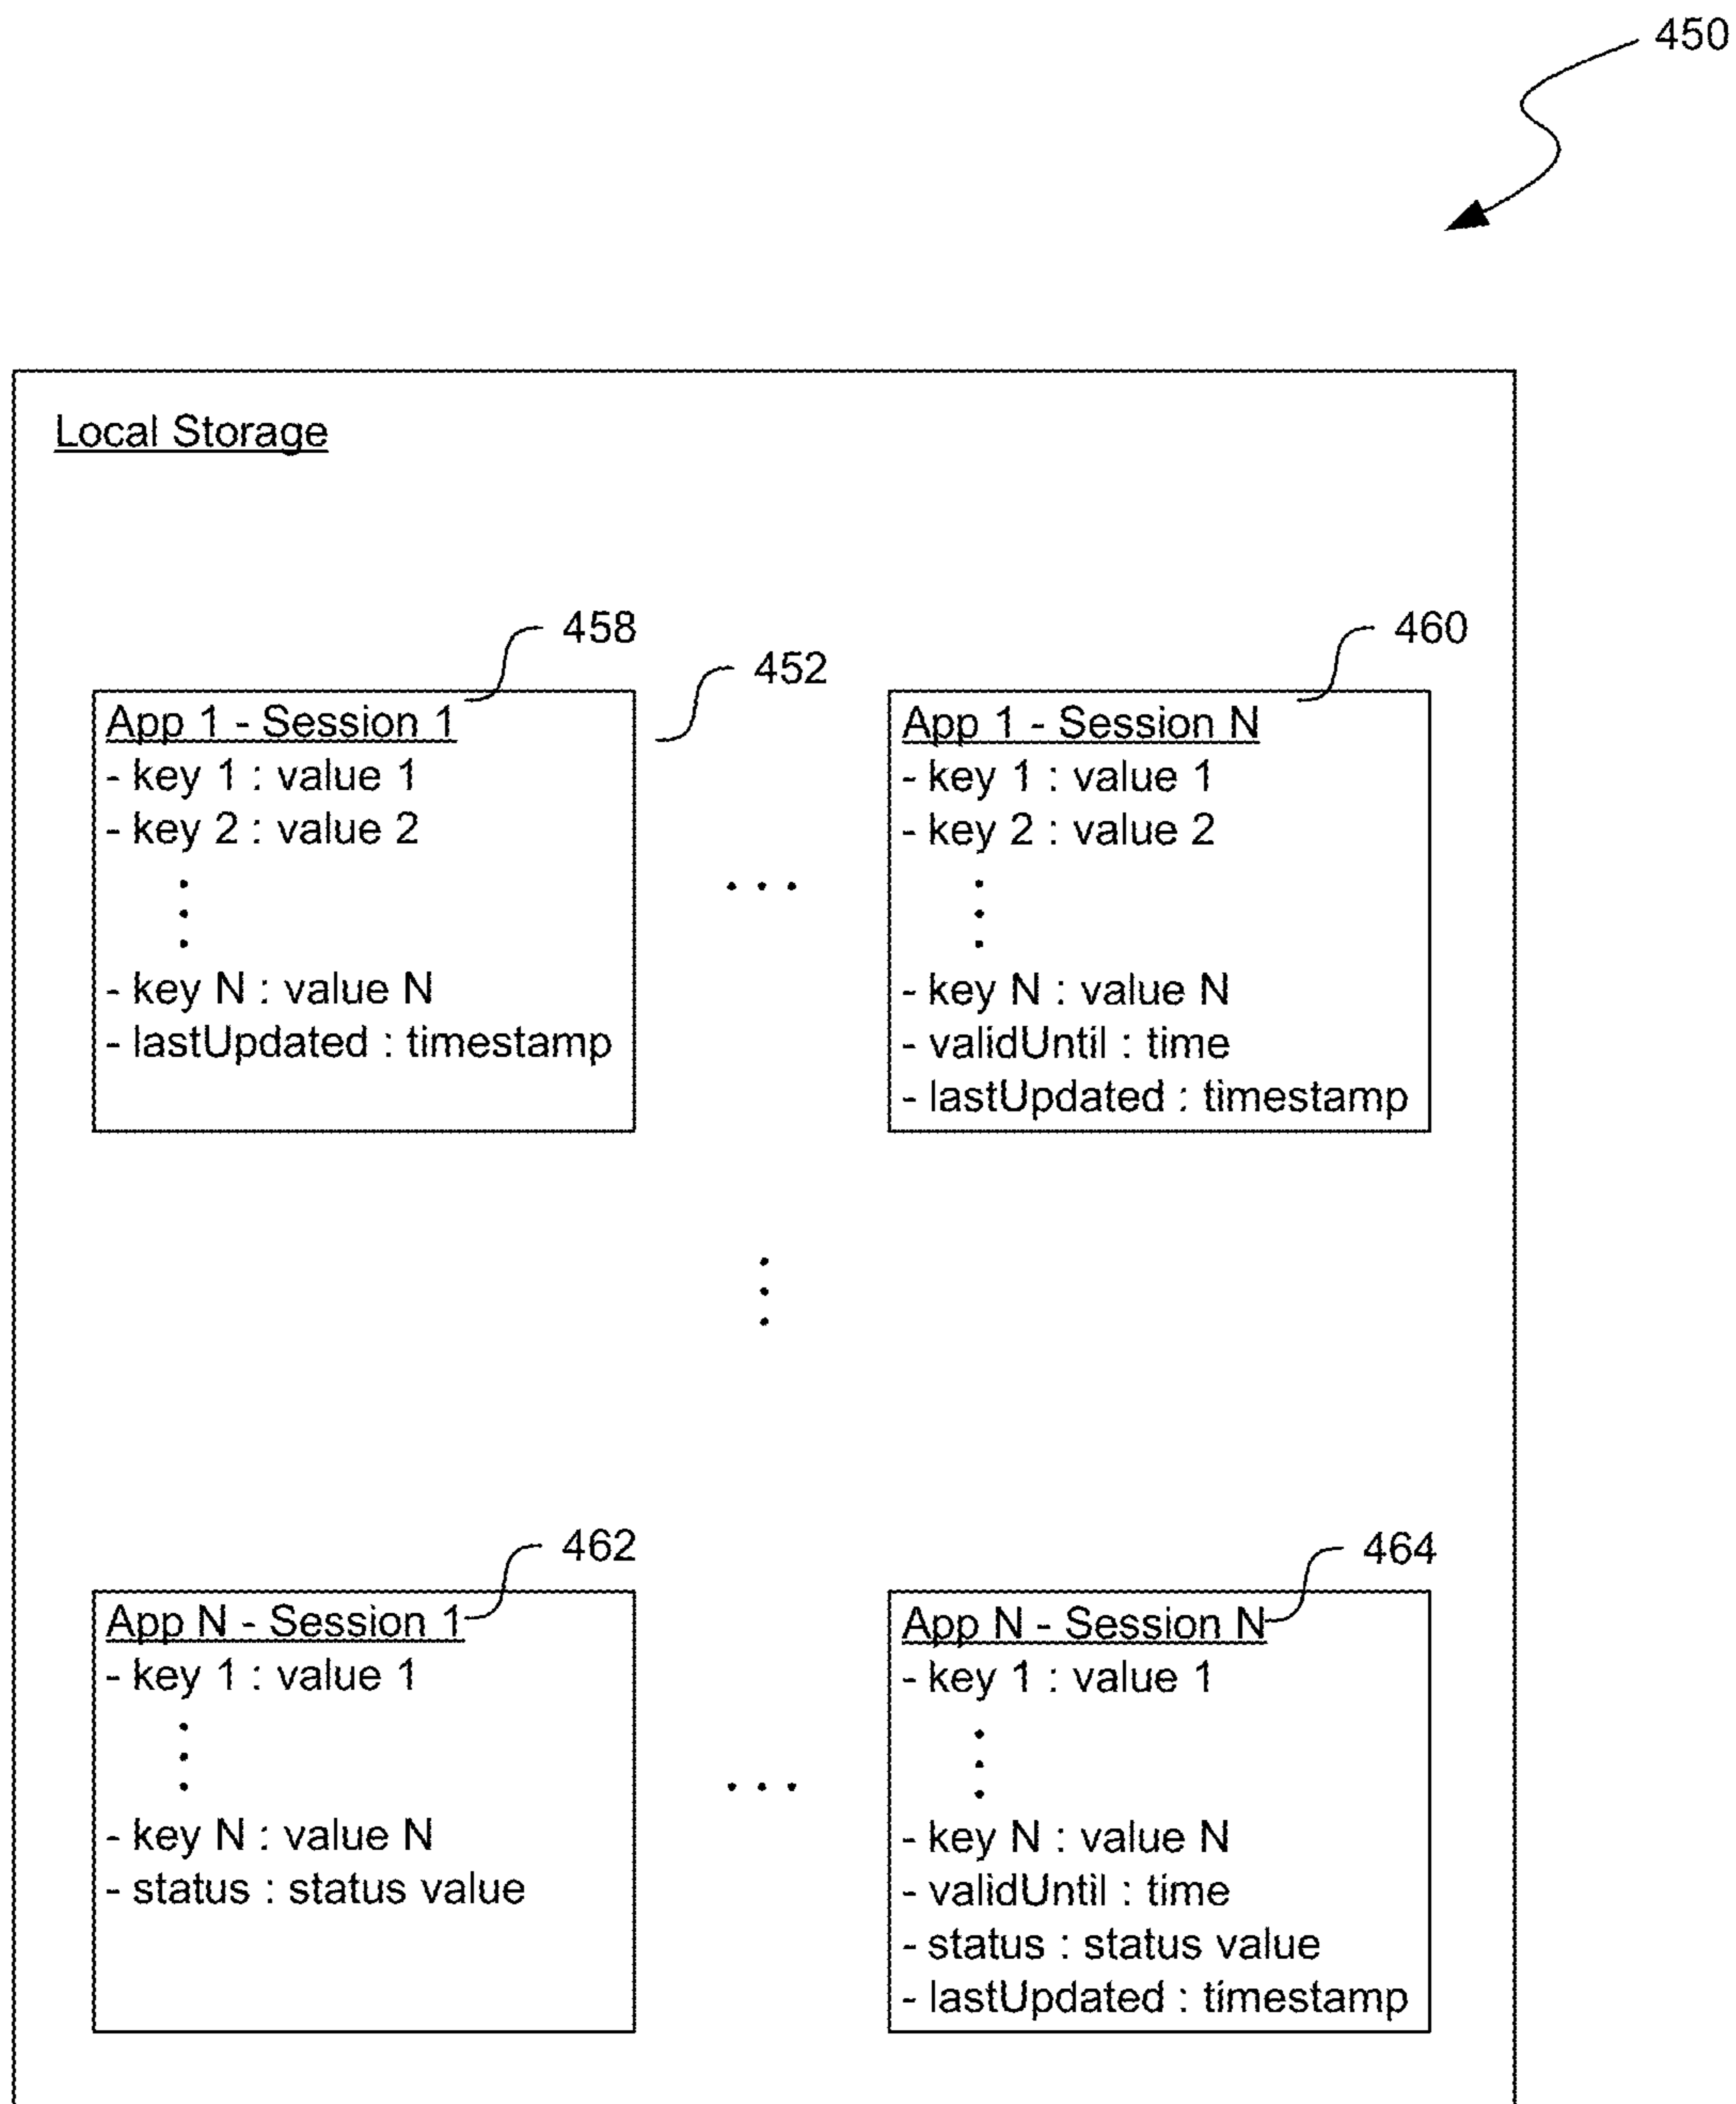 450
Local Storage
458
452
460
App 1 - Session 1
- key 1 : value 1
- key 2 : value 2
- key N : value N
- lastUpdated : timestamp
. . .
App 1 - Session N
- key 1 : value 1
- key 2 : value 2
- key N : value N
- validUntil : time
- lastUpdated : timestamp
462
464
App N - Session 1
- key 1 : value 1
- key N : value N
- status : status value
. . .
App N - Session N
- key 1 : value 1
- key N : value N
- validUntil : time
- status : status value
- lastUpdated : timestamp